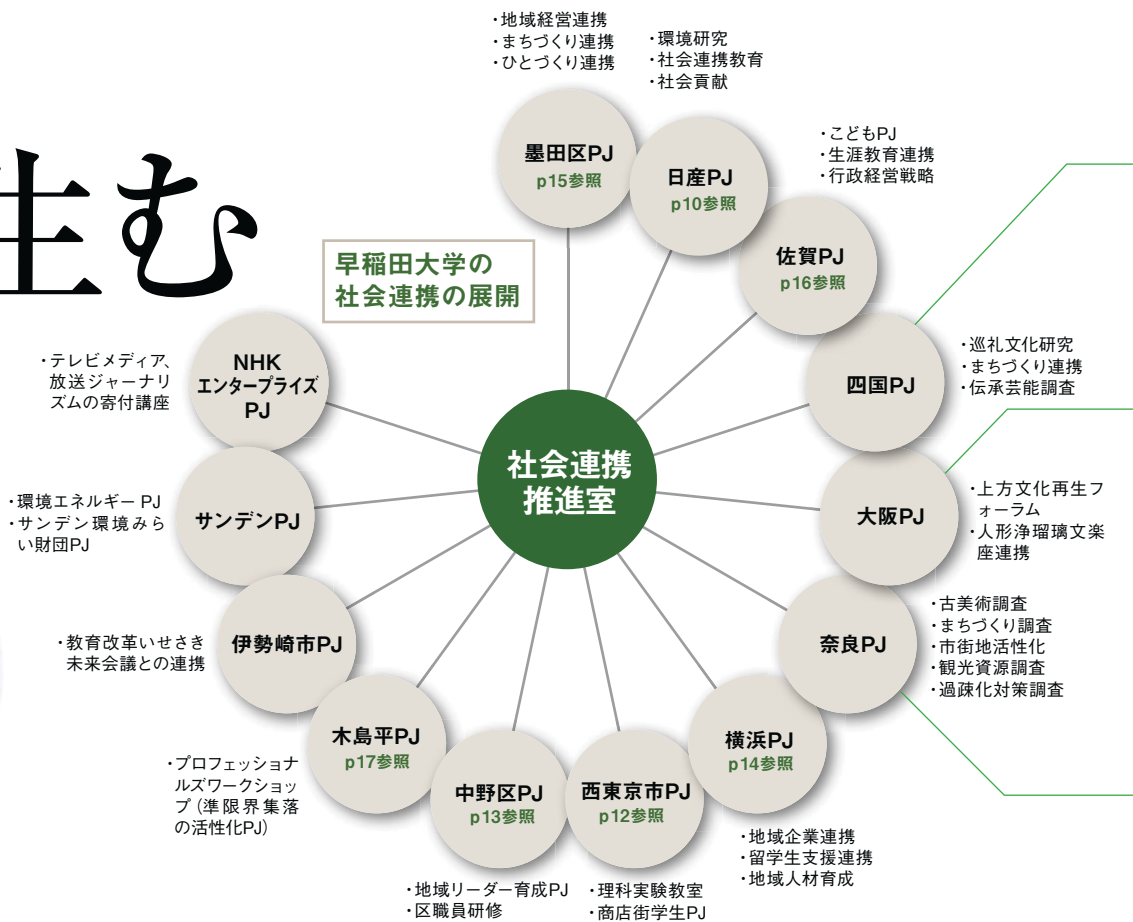 生む
早稲田大学の
社会連携の展開
社会連携
推進室
・地域経営連携
・まちづくり連携
・ひとづくり連携
墨田区PJ
p15参照
・環境研究
・社会連携教育
・社会貢献
日産PJ
p10参照
・こどもPJ
・生涯教育連携
・行政経営戦略
佐賀PJ
p16参照
・巡礼文化研究
・まちづくり連携
・伝承芸能調査
四国PJ
・上方文化再生フ
ォーラム
・人形浄瑠璃文楽
座連携
大阪PJ
・古美術調査
・まちづくり調査
・市街地活性化
・観光資源調査
・過疎化対策調査
奈良PJ
横浜PJ
p14参照
・地域企業連携
・留学生支援連携
・地域人材育成
西東京市PJ
p12参照
・理科実験教室
・商店街学生PJ
中野区PJ
p13参照
・地域リーダー育成PJ
・区職員研修
木島平PJ
p17参照
・プロフェッショナ
ルズワークショッ
プ（準限界集落
の活性化PJ）
伊勢崎市PJ
・教育改革いせさき
未来会議との連携
サンデンPJ
・環境エネルギー PJ
・サンデン環境みら
い財団PJ
NHK
エンタープライズ
PJ
・テレビメディア、
放送ジャーナリ
ズムの寄付講座